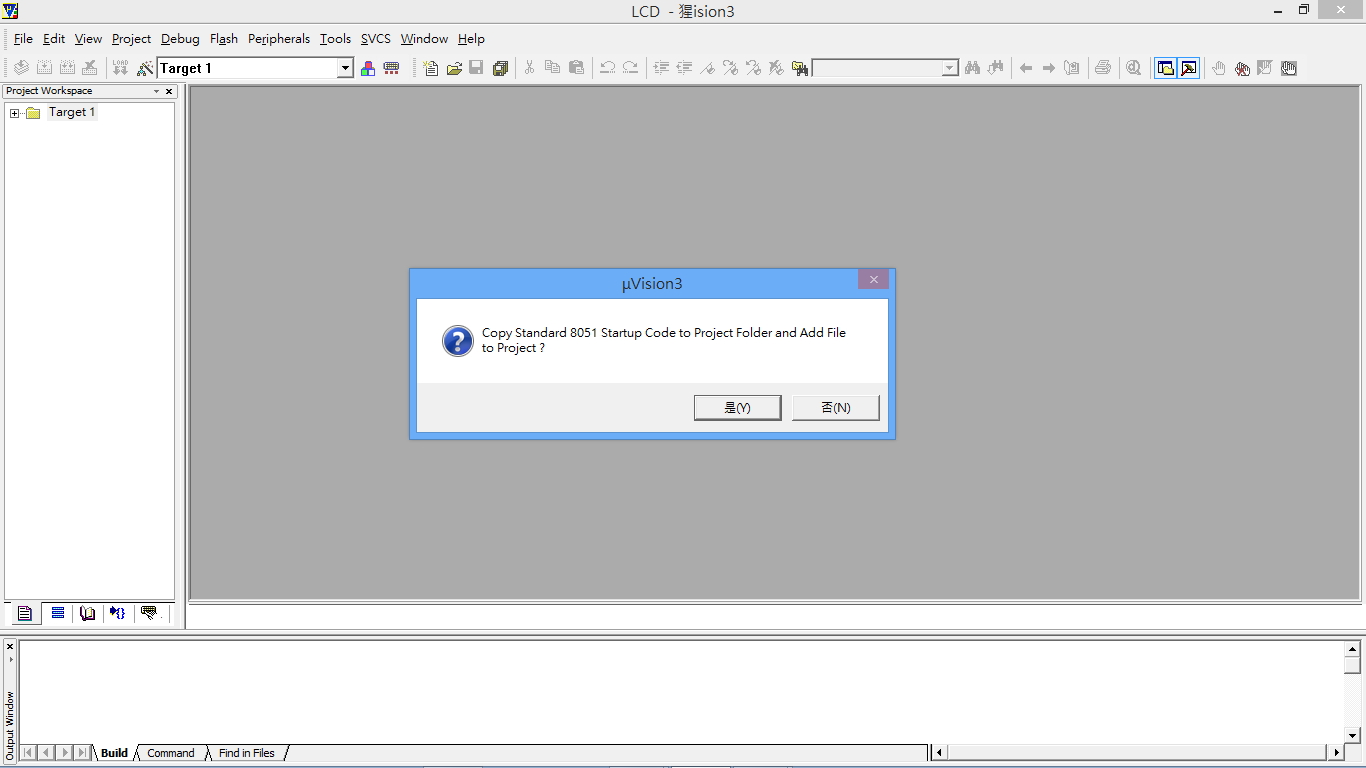 LCD - 猩ision3
File Edit View Project Debug Flash Peripherals Tools SVCS Window Help
LOAD
Target 1
Project Workspace
Target 1
µVision3
Copy Standard 8051 Startup Code to Project Folder and Add File
to Project ?
是(Y) 否(N)
Output Window
Build Command Find in Files